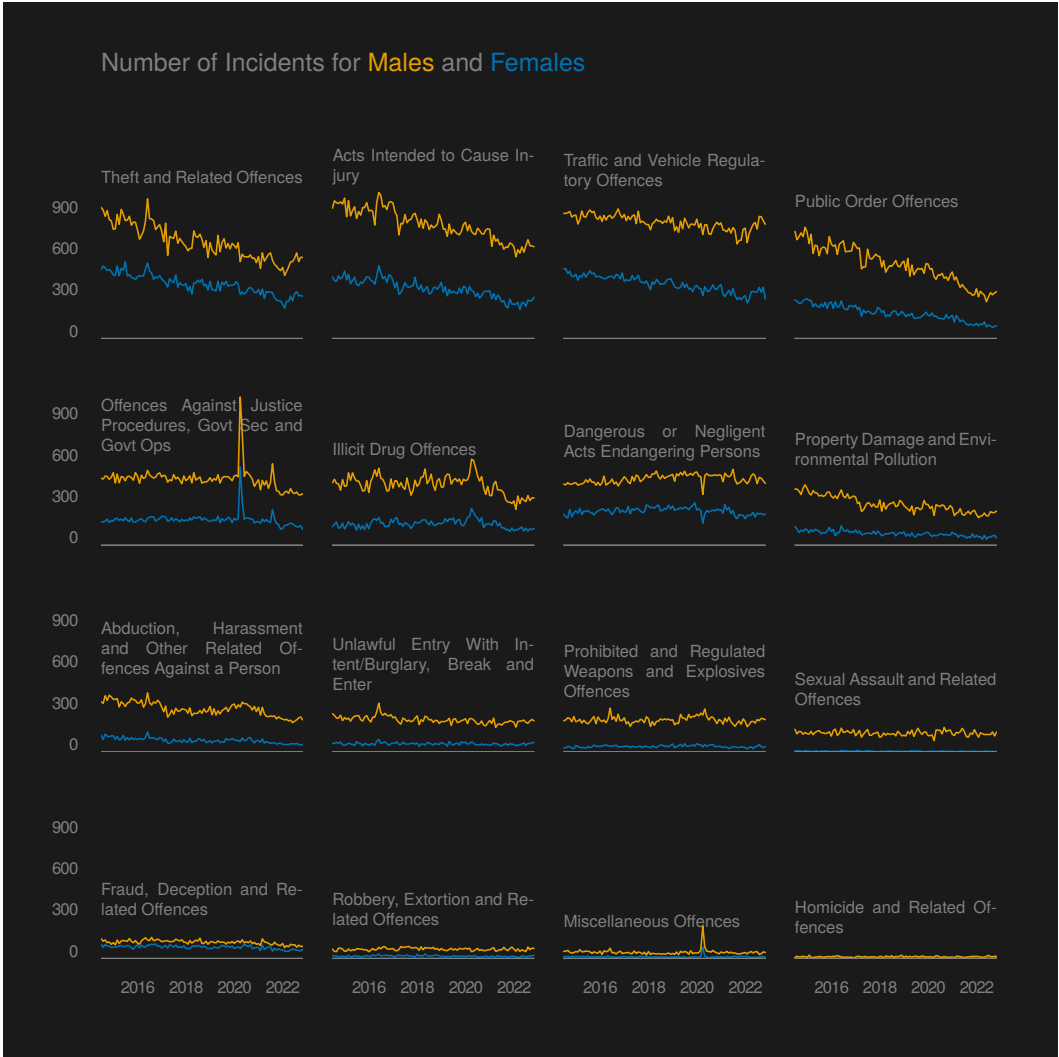 Number of Incidents for Males and Females
Theft and Related Offences
Acts Intended to Cause In-
jury
Traffic and Vehicle Regula-
tory Offences
Public Order Offences
900
600
300
0
Offences Against Justice
Procedures, Govt Sec and
Govt Ops
Illicit Drug Offences
Dangerous or Negligent
Acts Endangering Persons
Property Damage and Envi-
ronmental Pollution
900
600
300
0
Abduction, Harassment
and Other Related Of-
fences Against a Person
Unlawful Entry With In-
tent/Burglary, Break and
Enter
Prohibited and Regulated
Weapons and Explosives
Offences
Sexual Assault and Related
Offences
900
600
300
0
Fraud, Deception and Re-
lated Offences
Robbery, Extortion and Re-
lated Offences
Miscellaneous Offences
Homicide and Related Of-
fences
900
600
300
0
2016 2018 2020 2022
2016 2018 2020 2022
2016 2018 2020 2022
2016 2018 2020 2022